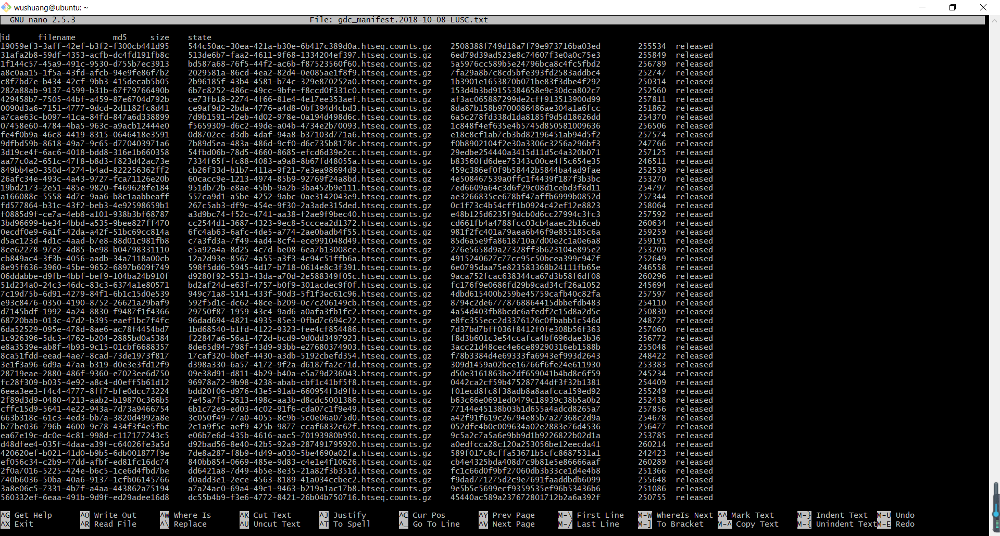 wushuang@ubuntu: ~
GNU nano 2.5.3 File: gdc_manifest.2018-10-08-LUSC.txt
id filename md5 size state
19059ef3-3aff-42ef-b3f2-f300cb441d95 544c50ac-30ea-421a-b30e-6b417c389d0a.htseq.counts.gz 2508388f749d18a7f79e973716ba03ed 255534 released
31afa2b8-59df-4353-acfb-dc4fd191fb8c 513de6b7-faa2-4611-9f68-1334204ef397.htseq.counts.gz 6ed79d39ad523e8c74607f3e0a0c75e3 255849 released
1f144c57-45a9-491c-9530-d755b7ec3913 bd587a68-76f5-44f2-ac6b-f87523560f60.htseq.counts.gz 5a5976cc589b5e24796bca8c4fc5fbd2 256789 released
a8c0aa15-1f5a-43fd-afcb-94e9fe86f7b2 2029581a-86cd-4ea2-82d4-0e085ae1f8f9.htseq.counts.gz 7fa29a8b7c8cd5bfe393fd2583addbc4 252747 released
c8f7bd7e-b434-42cf-9bb3-415decab5b05 2b96185f-43b4-4581-b74c-329e870252a0.htseq.counts.gz 1b3901e1653870b071be83f3dbe4f292 250314 released
282a88ab-9137-4599-b31b-67f79766490b 6b7c8252-486c-49cc-9bfe-f8ccd0f331c0.htseq.counts.gz 153d4b3bd9155384658e9c30dca802c7 252560 released
429458b7-7505-44bf-a459-87e6704d792b ce73fb18-2274-4f66-81e4-4e17ee353aef.htseq.counts.gz af3ac065887299de2cff913513900d99 257811 released
0090d3a6-7151-4777-9dcd-2d1182fc8d41 ce9af9d2-2bda-4776-a4d8-0bf394d4cbd3.htseq.counts.gz 8da87b158b9700086486ae304a1a6fcc 251862 released
a7cae63c-b097-41ca-84fd-847a6d338899 7d9b1591-42eb-4d02-978e-0a194d498d6c.htseq.counts.gz 6a5c278fd338d1da8185f9d5d18626dd 254370 released
07458e60-4784-4ba5-963c-a9acb12444e0 f5659309-d6c2-49de-a04b-4734e2b70093.htseq.counts.gz 1c848f4ef635e4b5745d850581009636 256506 released
fe4f0b9a-46c8-4419-8315-0646418e3591 0d8702cc-d3db-4daf-94a8-b37103d771a6.htseq.counts.gz e18c8cf1ab7cb3bd82196451ab94d5f2 257574 released
9dfbd59b-8618-49a7-9c65-d770403971a6 7b89d5ea-483a-486d-9cf0-d6c735b8178c.htseq.counts.gz f0b8902104f2e30a3306c3256a296bf3 247766 released
3d19ce4f-6ac6-4018-bdd8-316e1b660358 54fbd06b-78d5-4660-8685-efcd6d39e2cc.htseq.counts.gz 29edbe254440a3415d11d5c4a320b071 257125 released
aa77c0a2-651c-47f8-b8d3-f823d42ac73e 7334f65f-fc88-4083-a9a8-8b67fd48055a.htseq.counts.gz b83560fd6dee75343c00ce4f5c654e35 246511 released
849bb4e0-350d-4274-b4ad-822256362ff2 cb26f33d-b1b7-411a-9f21-7e3ea98694d9.htseq.counts.gz 459c386ef0f9b58442b5844ba4ad9fae 252539 released
26afc34e-493c-4a43-9727-fca71126e20b 60cacc9e-1213-4974-85b9-92769f24a8bd.htseq.counts.gz 4e508467539a0ffc1f4439f187f3b3bc 253270 released
19bd2173-2e51-485e-9820-f469628fe184 951db72b-e8ae-45bb-9a2b-3ba452b9e111.htseq.counts.gz 7ed6609a64c3d6f29c08d1cebd3f8d11 254797 released
a166088c-5558-4d7c-9aa6-b8c1aabbeaff 557ca9d1-a5be-4252-9abc-0ae3142043e9.htseq.counts.gz ae3266835ce678bf47affb6999b0852d 257344 released
fd577864-b31c-43f2-beb3-4e92598659b1 267c5ab3-df9c-454e-9f30-2a3ade315ded.htseq.counts.gz 0c1f73c4b54cff1b0924c42ef12e8823 258064 released
f0885d9f-ce7a-4eb8-a101-938b3bf68787 a3d9bc74-f52c-4741-aa38-f2ae9f9bec40.htseq.counts.gz e48b125d6235f9dcb0d6cc27994c3fc3 257592 released
3bd96699-be34-4bbd-a535-9bee827ff470 cc2544d1-3687-4323-9ec8-5cccea2d1372.htseq.counts.gz cd661fb4a4788fcc03cb4aaec2b16ceb 260634 released
0ecdf0e9-6a1f-42da-a42f-51bc69cc814a 6fc4ab63-6afc-4de5-a774-2ae0badb4f55.htseq.counts.gz 981f2fc401a79aea6b46f9e855185c6a 259259 released
d5ac123d-4d1c-4aad-b7e8-88d01c981fb8 c7a3fd3a-7f49-4ad4-8cf4-ece991048d49.htseq.counts.gz 85d6a5e9fa8618710a7d00e2c1a0e6a8 259191 released
8ce62278-97e2-4d85-be98-b04798331110 e5a92a4a-8d25-4c7d-be08-6ea7b13008ce.htseq.counts.gz 276e5658d9a27328ff3b623104e895e2 253209 released
cb849ac4-3f3b-4056-aadb-34a7118a00cb 12a2d93e-8567-4a55-a3f3-4c94c51ffb6a.htseq.counts.gz 4915240627c77cc95c50bcea399c947f 252649 released
8e95f636-3960-45be-9652-6897b609f749 598f5dd6-5945-4d17-b718-0614e8c3f391.htseq.counts.gz 6e0795daa75e823583368b24111fb65e 246558 released
06ddabbe-d9fb-4bbf-bef9-104ba24b910f d9280f92-5513-43da-a70d-2e588349f05c.htseq.counts.gz 9aca752fcac638344ca67d3b58f6df08 260296 released
51d234a0-24c3-46dc-83c3-6374a1e80571 bd2af24d-e63f-4757-b0f9-301acdec9f0f.htseq.counts.gz fc176f9e0686fd29b9cad34cf26a1052 245694 released
7c19d75b-6d91-4279-84f1-6b1c15d0e539 949c71a8-5141-433f-90d3-5f1f3ec61c96.htseq.counts.gz 4dbd615400b259be45759cafb40c82fa 257597 released
e93c8476-0350-4190-8752-26621a29baf9 592f5d1c-dc62-48ce-b209-0c7c206149cb.htseq.counts.gz 8794c2de67778768864415dbbefdb483 254110 released
d7145bdf-1992-4a24-8830-f9487f1f4366 29750f87-1959-43c4-9ad6-a0afa3fb1fc2.htseq.counts.gz 4a54d403fb8bcdc6afedf2c15d8a2d5c 250830 released
68720bab-013c-47d2-b395-eaef1bc7f4fc 96dad694-4821-4935-85e3-0fbd7c694c22.htseq.counts.gz e8fc355ecc2d3376126c0fbabb1c546d 248727 released
6da52529-095e-478d-8ae6-ac78f4454bd7 1bd68540-b1fd-4122-9323-fee4cf854486.htseq.counts.gz 7d37bd7bff036f8412f0fe308b56f363 257060 released
1c926396-5dc3-4762-b204-2885bd0a5384 f22847a6-56a1-472d-bcd9-9d0dd3497923.htseq.counts.gz f8d3b601c3e54ccafca4bf696dae3b36 256772 released
e8a3539e-ab8f-4b93-9c15-01cbf6688357 8de65d94-798f-43d9-93bb-e27680374903.htseq.counts.gz 3acc21d48cec4e6ce89290316eb1588b 255048 released
8ca51fdd-eead-4ae7-8cad-73de1973f817 17caf320-bbef-4430-a3db-5192cbefd354.htseq.counts.gz f78b3384d4e69333fa6943ef993d2643 248422 released
3e1f3a96-6d9a-47aa-b319-d0e3e3fd12f9 d398a330-6a57-4172-9f2a-d6187fa2c71d.htseq.counts.gz 309d1459a02bce16766f6fe24e611930 253383 released
28719eae-2880-486f-9360-e7023ee6d750 09e38d91-d811-4b29-b40a-e5a79d236043.htseq.counts.gz d50e3161863be2df659041b4bd8c6f59 245234 released
fc28f309-b035-4e92-a8c4-d0eff5b61d12 96978a72-9b98-4238-abab-cbf1c41bf5f8.htseq.counts.gz 0442ca2cf59b475287744df3f32b1381 254409 released
6eea3ee3-f4c4-4777-8ff7-bfe0dcc73224 bdd20f06-d976-43e5-91ab-660954f3d9fb.htseq.counts.gz f01ecd8fc8f38adb8a8aafcca159ed92 255249 released
2f89d3d9-0480-4213-aab2-b19870c366b5 7e45a7f3-2613-498c-aa3b-d8cdc5001386.htseq.counts.gz b63c66e0691ed0479c18939c38b5a0b2 252438 released
cffc15d9-5641-4e22-943a-7d73a9466754 6b1c72e9-ed03-4c02-91f6-cda07c1f9e49.htseq.counts.gz 77144e45138b03b1d655a4adcd8265a7 257856 released
663b318c-61c3-4ed3-bb7a-3820d4992a8e 3c050f49-77a0-4055-8c9b-5c0e06a075d0.htseq.counts.gz a42f91f619c26794e85b7a27368c2d9a 254678 released
b77be036-796b-4600-9c78-434f3f4e5fbc 2c1a9f5c-aef9-425b-9877-ccaf6832c62f.htseq.counts.gz 052dfc4b0c009634a02e2883e76d4536 256477 released
ea67e19c-dc0e-4c81-998d-c117177243c5 e06b7e6d-435b-4616-aac5-70193980b950.htseq.counts.gz 9c5a2c7a5a6e9bb9d1b9226822b02d1a 253785 released
d48dfee4-035f-4daa-a39f-c64026fe3a5d d92bad56-8e40-42b5-92a9-287491795920.htseq.counts.gz a0edfcca28c120a253056be12eecda41 260214 released
420620ef-b021-41d0-b9b5-6db001877f9e 7de8a287-f8b9-4d49-a030-5be4690a02fa.htseq.counts.gz 589f017c8cffa53671b5cfc8687531a1 242423 released
ef056c34-c2b9-47dd-afbf-ed81fc16dc74 840bb854-0669-485e-9d83-c4e1e4f10626.htseq.counts.gz cb4e4325bda408d7c9b81e5e86666aaf 260289 released
2f0a7016-5225-424e-b6c5-1ce6d4fbd7be dd6421a8-7d49-4b5e-8e35-21a82f3b351d.htseq.counts.gz fc1c66d0f9bf27060db3b33ce1d4e4b8 251366 released
740b6036-50ba-40a6-9137-1cfb06145766 d0add3e1-2ece-4563-8189-41a034ccbec2.htseq.counts.gz f9dad771275d2c9e7691faaddbdb6099 255648 released
3a8e06c5-7331-4b7f-a4aa-443862a75194 a7a24ac0-69a4-49c1-9463-b219a1ac17b8.htseq.counts.gz 9e5b5c5699ecf9359535ef96b53436b6 251086 released
560332ef-6eaa-491b-9d9f-ed29adee16d8 dc55b4b9-f3e6-4772-8421-26b04b750716.htseq.counts.gz 45440ac589a237672801712b2a6a392f 250755 released
^G Get Help ^O Write Out ^W Where Is ^K Cut Text ^J Justify ^C Cur Pos ^Y Prev Page M-\ First Line M-W WhereIs Next ^^ Mark Text M-} Indent Text M-U Undo
^X Exit ^R Read File ^\ Replace ^U Uncut Text ^T To Spell ^_ Go To Line ^V Next Page M-/ Last Line M-] To Bracket M-^ Copy Text M-{ Unindent Text M-E Redo